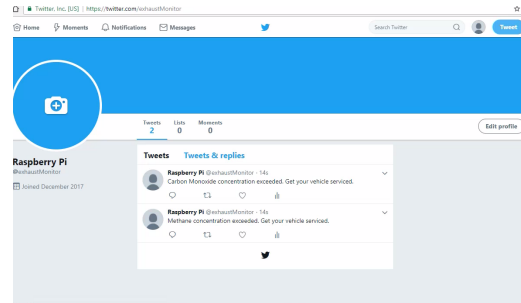 Twitter, Inc. [US] | https://twitter.com/exhaustMonitor
Home Moments Notifications Messages Search Twitter Tweet
Tweets Lists Moments
2 0 0
Edit profile
Raspberry Pi
@exhaustMonitor
Joined December 2017
Tweets Tweets & replies
Raspberry Pi @exhaustMonitor · 14s
Carbon Monoxide concentration exceeded. Get your vehicle serviced.
Raspberry Pi @exhaustMonitor · 14s
Methane concentration exceeded. Get your vehicle serviced.